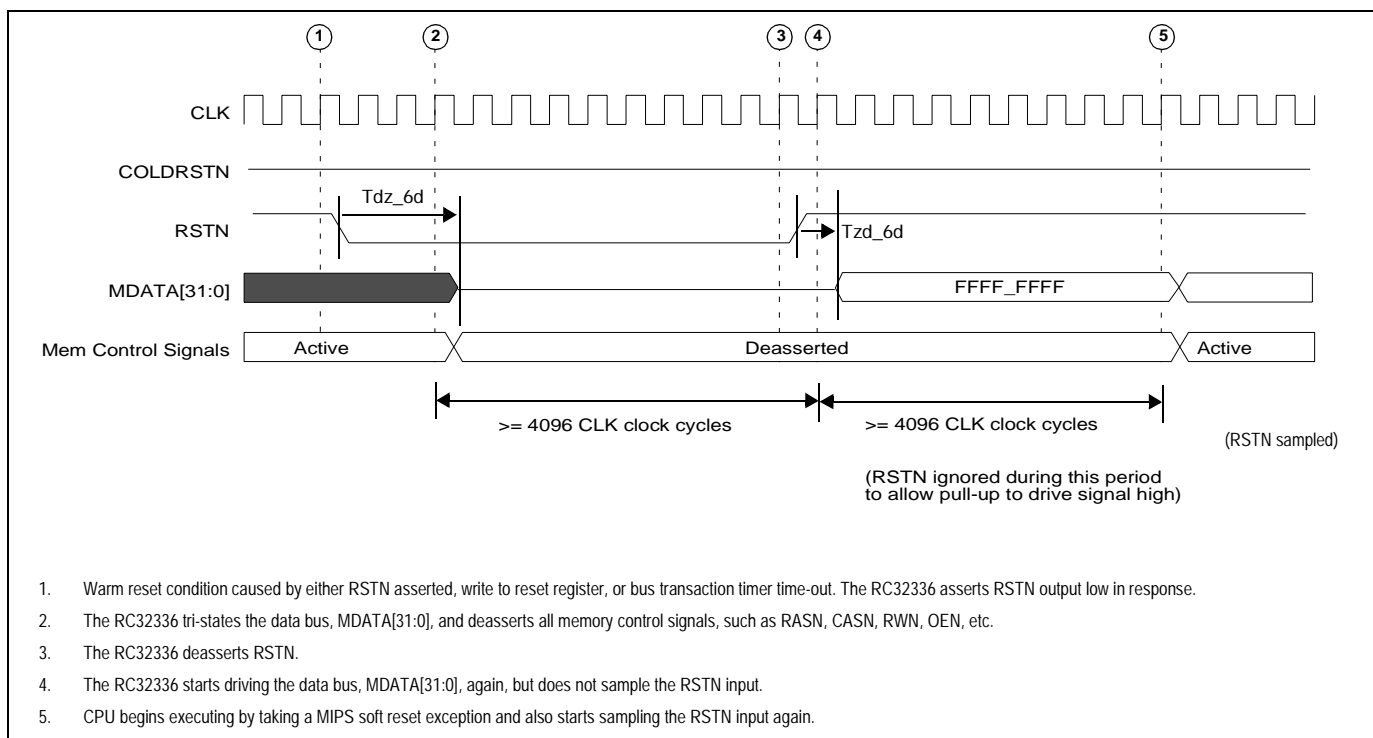 1 2 3 4 5
CLK
COLDRSTN
Tdz_6d
RSTN
Tzd_6d
MDATA[31:0]
FFFF_FFFF
Mem Control Signals
Active
Deasserted
Active
>= 4096 CLK clock cycles
>= 4096 CLK clock cycles
(RSTN sampled)
(RSTN ignored during this period
to allow pull-up to drive signal high)
1. Warm reset condition caused by either RSTN asserted, write to reset register, or bus transaction timer time-out. The RC32336 asserts RSTN output low in response.
2. The RC32336 tri-states the data bus, MDATA[31:0], and deasserts all memory control signals, such as RASN, CASN, RWN, OEN, etc.
3. The RC32336 deasserts RSTN.
4. The RC32336 starts driving the data bus, MDATA[31:0], again, but does not sample the RSTN input.
5. CPU begins executing by taking a MIPS soft reset exception and also starts sampling the RSTN input again.